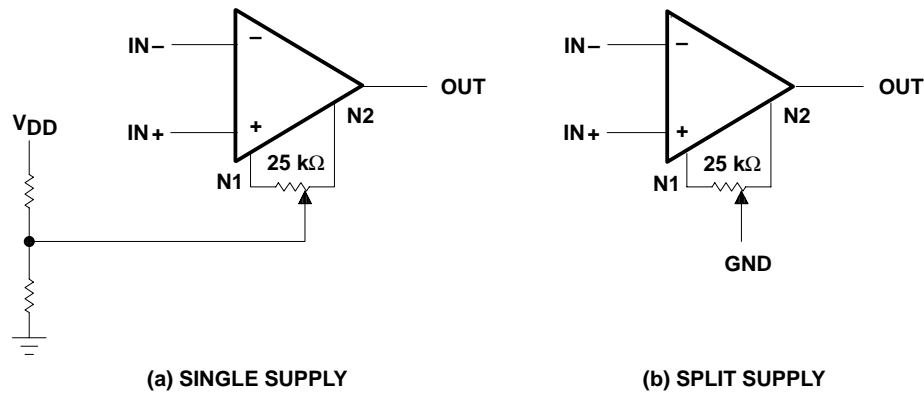 IN−
−
IN+
+
OUT
N2
N1
25 kΩ
VDD
(a) SINGLE SUPPLY
IN−
−
IN+
+
OUT
N2
N1
25 kΩ
GND
(b) SPLIT SUPPLY